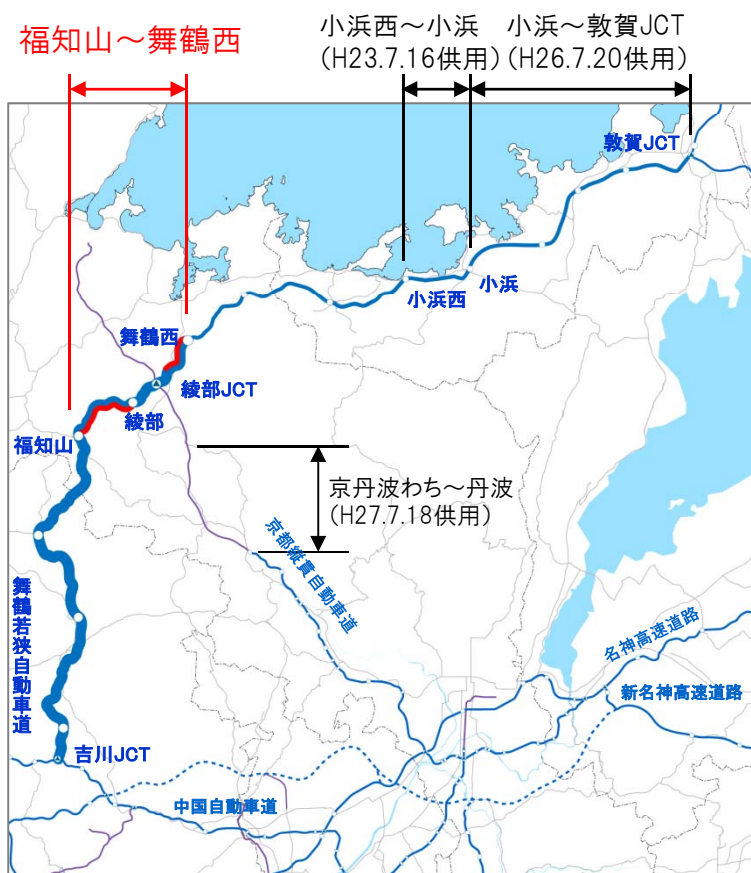 福知山～舞鶴西
小浜西～小浜
(H23.7.16供用)
小浜～敦賀JCT
(H26.7.20供用)
敦賀JCT
小浜西
小浜
舞鶴西
綾部JCT
綾部
福知山
京丹波わち～丹波
(H27.7.18供用)
京都縦貫自動車道
舞鶴若狭自動車道
名神高速道路
新名神高速道路
吉川JCT
中国自動車道